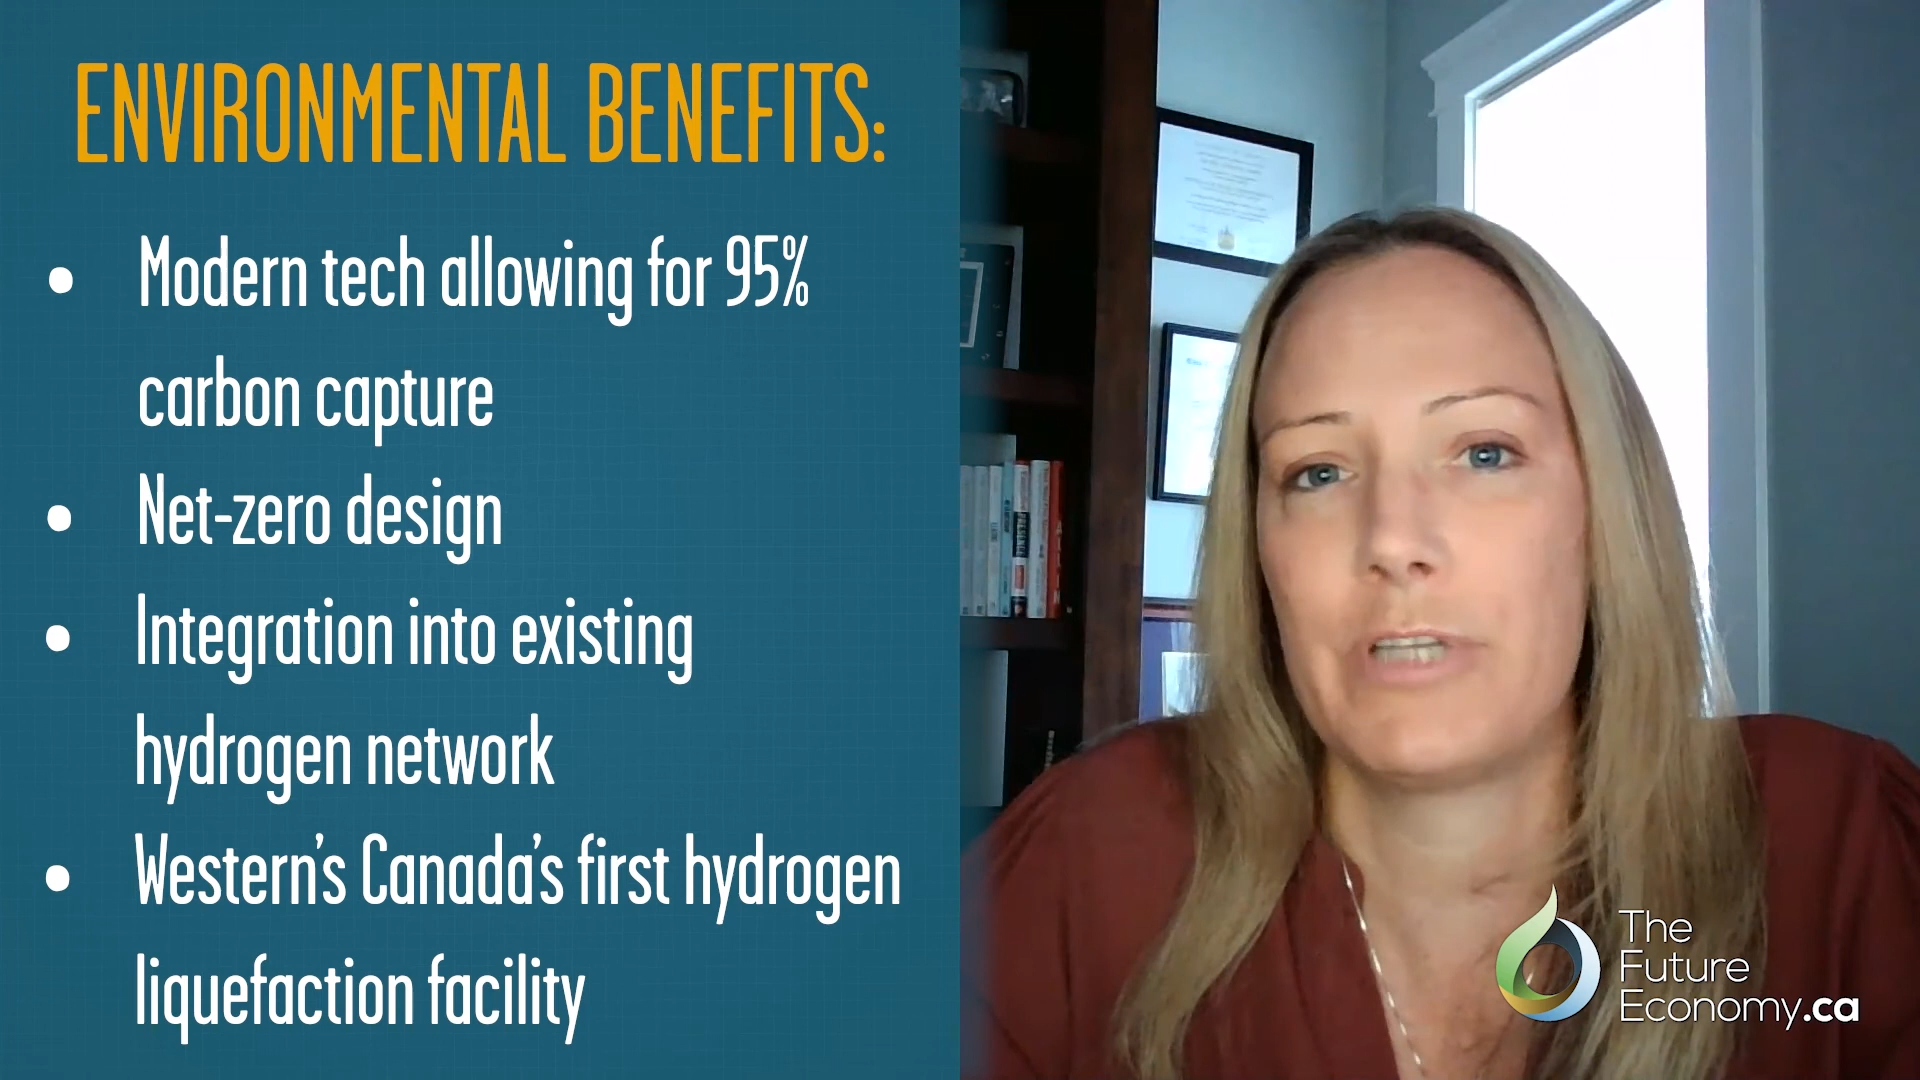 ENVIRONMENTAL BENEFITS:
• Modern tech allowing for 95%
carbon capture
• Net-zero design
• Integration into existing
hydrogen network
• Western's Canada's first hydrogen
liquefaction facility
PRESENCE
The
Future
Economy.ca